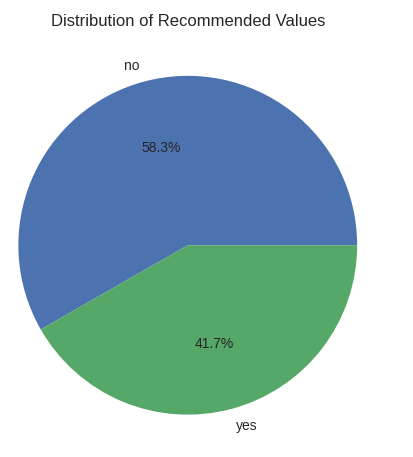 Distribution of Recommended Values
no
58.3%
41.7%
yes